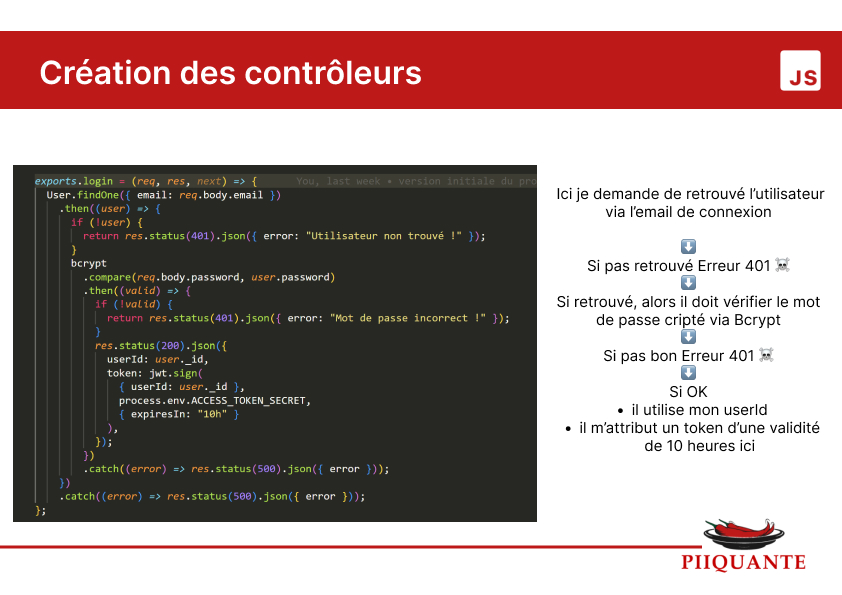 Création des contrôleurs
JS
exports.login = (req, res, next) => {     You, last week • version initiale du pro
  User.findOne({ email: req.body.email })
    .then((user) => {
      if (!user) {
        return res.status(401).json({ error: "Utilisateur non trouvé !" });
      }
      bcrypt
        .compare(req.body.password, user.password)
        .then((valid) => {
          if (!valid) {
            return res.status(401).json({ error: "Mot de passe incorrect !" });
          }
          res.status(200).json({
            userId: user._id,
            token: jwt.sign(
              { userId: user._id },
              process.env.ACCESS_TOKEN_SECRET,
              { expiresIn: "10h" }
            ),
          });
        })
        .catch((error) => res.status(500).json({ error }));
    })
    .catch((error) => res.status(500).json({ error }));
};
Ici je demande de retrouvé l’utilisateur
via l’email de connexion
⬇️
Si pas retrouvé Erreur 401 ☠️
⬇️
Si retrouvé, alors il doit vérifier le mot
de passe cripté via Bcrypt
⬇️
Si pas bon Erreur 401 ☠️
⬇️
Si OK
• il utilise mon userId
• il m’attribut un token d’une validité
de 10 heures ici
PIIQUANTE